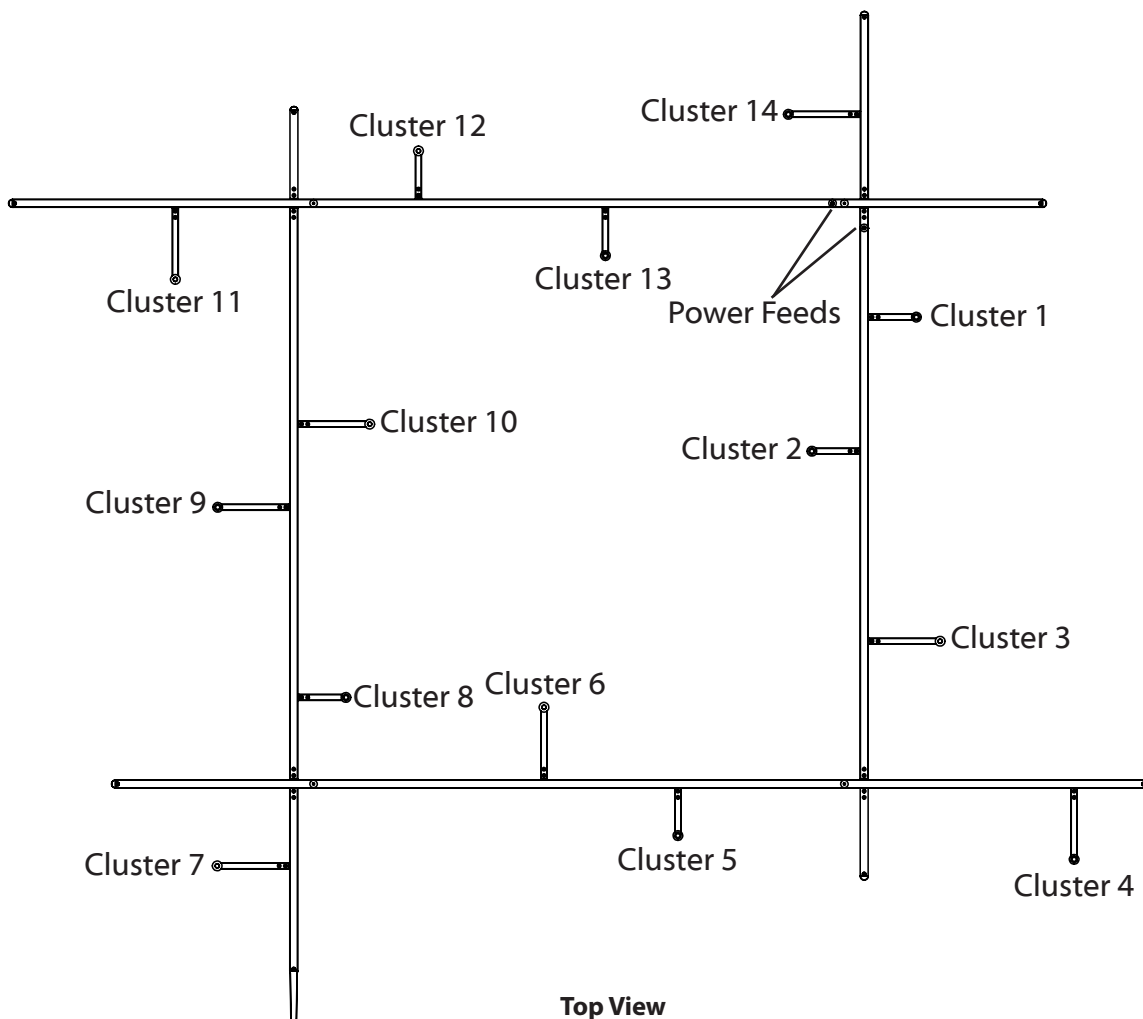 Cluster 14
Cluster 12
Cluster 13
Cluster 11
Power Feeds
Cluster 1
Cluster 10
Cluster 2
Cluster 9
Cluster 3
Cluster 6
Cluster 8
Cluster 5
Cluster 7
Cluster 4
Top View